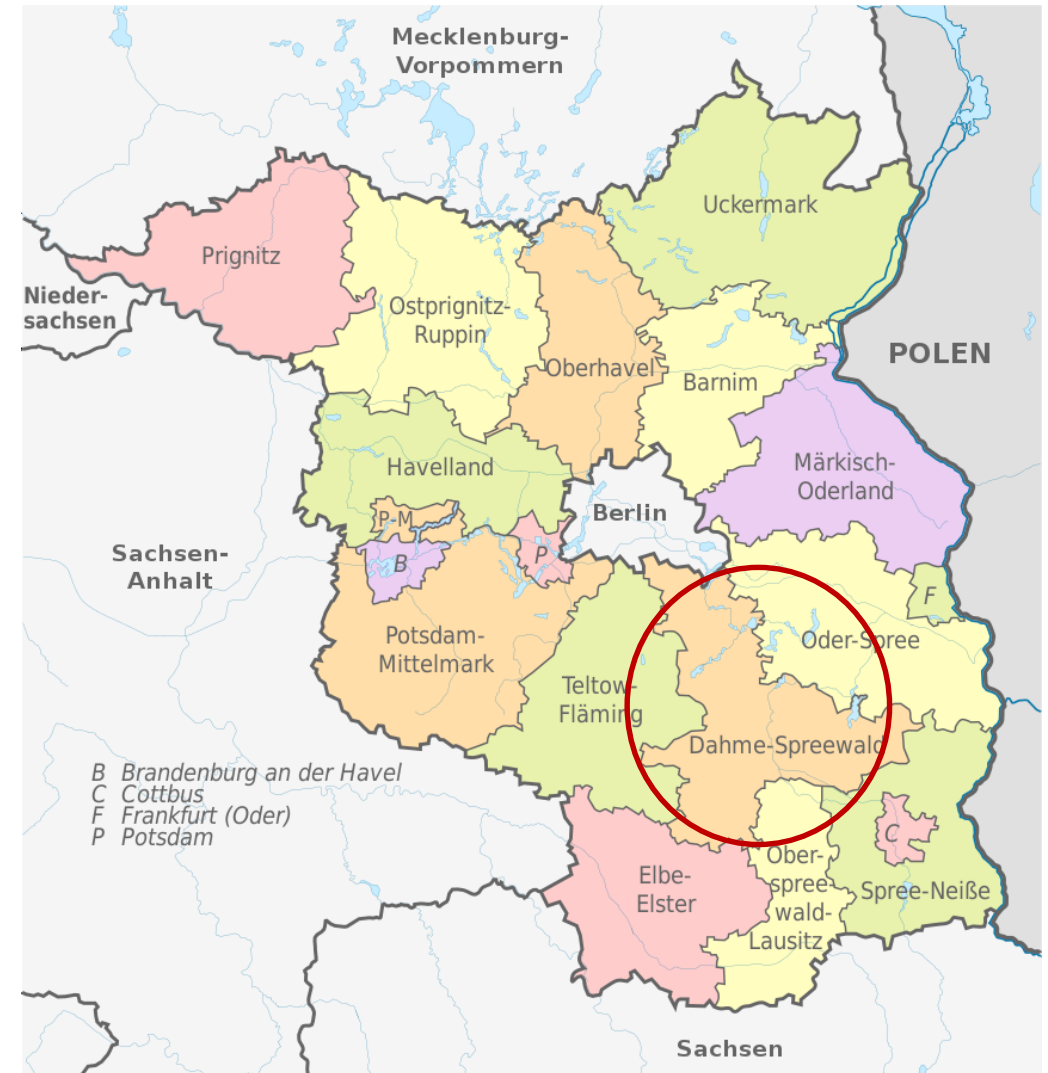 Mecklenburg-
Vorpommern
Uckermark
Prignitz
Nieder-
sachsen
Ostprignitz-
Ruppin
Oberhavel
Barnim
POLEN
Havelland
Märkisch-
Oderland
P-M
Berlin
Sachsen-
Anhalt
B
P
F
Potsdam-
Mittelmark
Oder-Spree
Teltow-
Fläming
Dahme-Spreewald
B Brandenburg an der Havel
C Cottbus
F Frankfurt (Oder)
P Potsdam
C
Ober-
spree-
wald-
Lausitz
Elbe-
Elster
Spree-Neiße
Sachsen